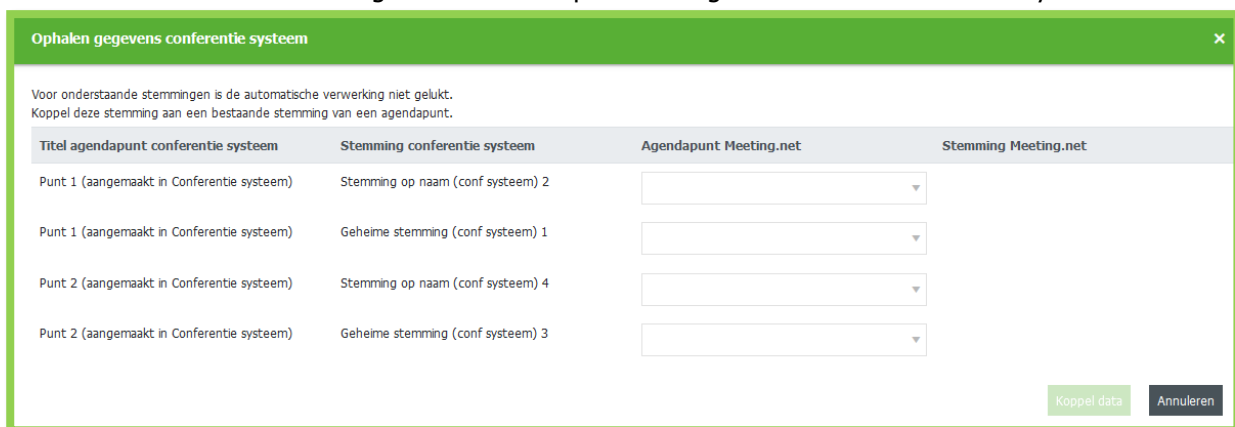 Ophalen gegevens conferentie systeem ×
Voor onderstaande stemmingen is de automatische verwerking niet gelukt.
Koppel deze stemming aan een bestaande stemming van een agendapunt.
Titel agendapunt conferentie systeem Stemming conferentie systeem Agendapunt Meeting.net Stemming Meeting.net
Punt 1 (aangemaakt in Conferentie systeem) Stemming op naam (conf systeem) 2
Punt 1 (aangemaakt in Conferentie systeem) Geheime stemming (conf systeem) 1
Punt 2 (aangemaakt in Conferentie systeem) Stemming op naam (conf systeem) 4
Punt 2 (aangemaakt in Conferentie systeem) Geheime stemming (conf systeem) 3
Koppel data Annuleren